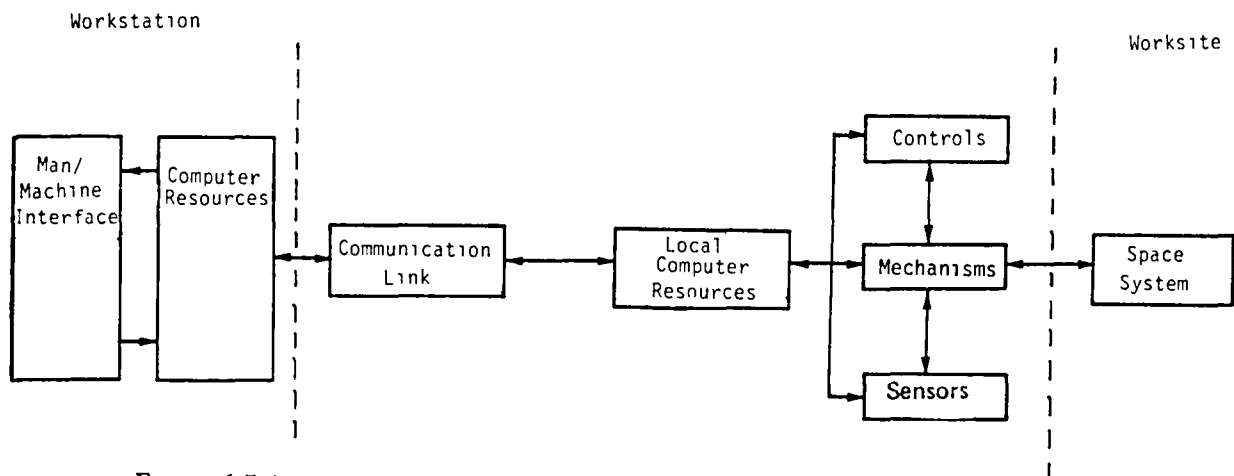 Workstation
Worksite
Man/
Machine
Interface
Computer
Resources
Communication
Link
Local
Computer
Resources
Controls
Mechanisms
Sensors
Space
System